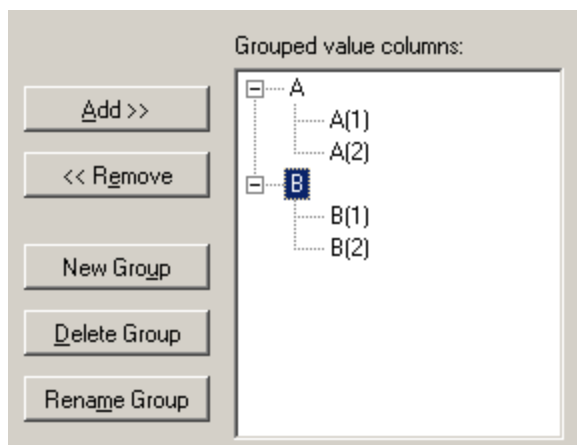 Grouped value columns:
Add >>
<< Remove
New Group
Delete Group
Rename Group
A
A(1)
A(2)
B
B(1)
B(2)